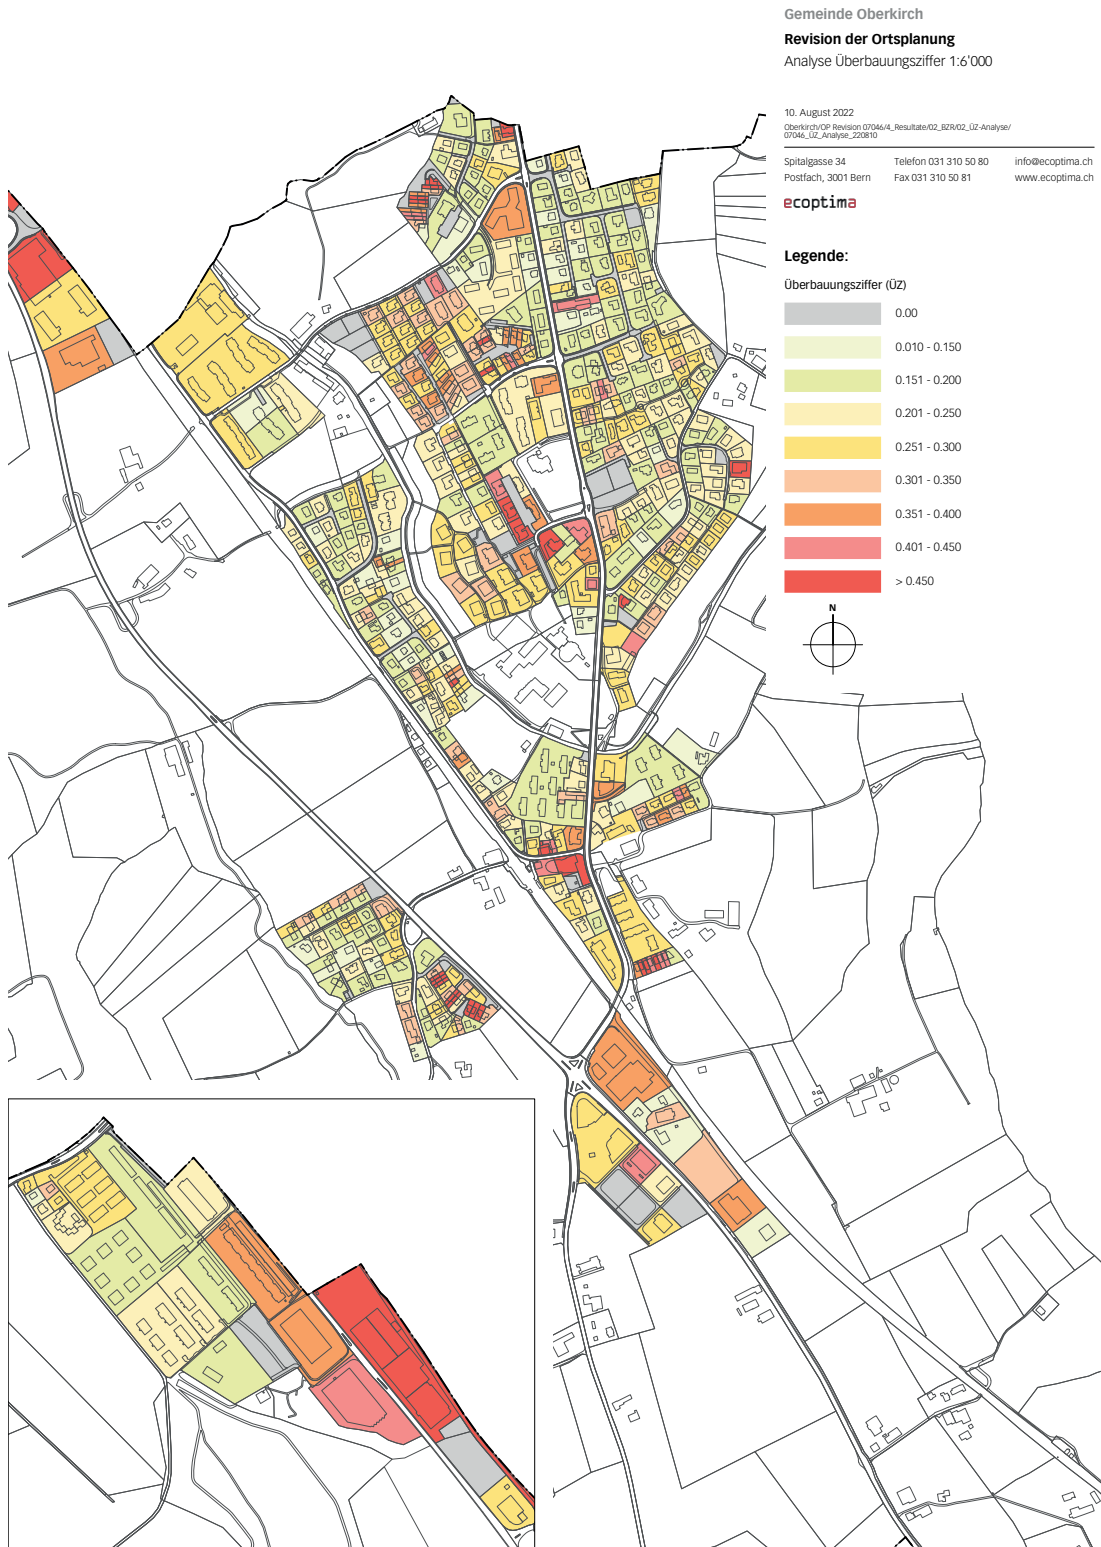 Gemeinde Oberkirch
Revision der Ortsplanung
Analyse Überbauungsziffer 1:6'000
10. August 2022
Oberkirch/OP Revision 07046/4_Resultate/02_BZR/02_ÜZ-Analyse/
07046_ÜZ_Analyse_220810
Spitalgasse 34 Telefon 031 310 50 80 info@ecoptima.ch
Postfach, 3001 Bern Fax 031 310 50 81 www.ecoptima.ch
ecoptima
Legende:
Überbauungsziffer (ÜZ)
0.00
0.010 - 0.150
0.151 - 0.200
0.201 - 0.250
0.251 - 0.300
0.301 - 0.350
0.351 - 0.400
0.401 - 0.450
> 0.450
N